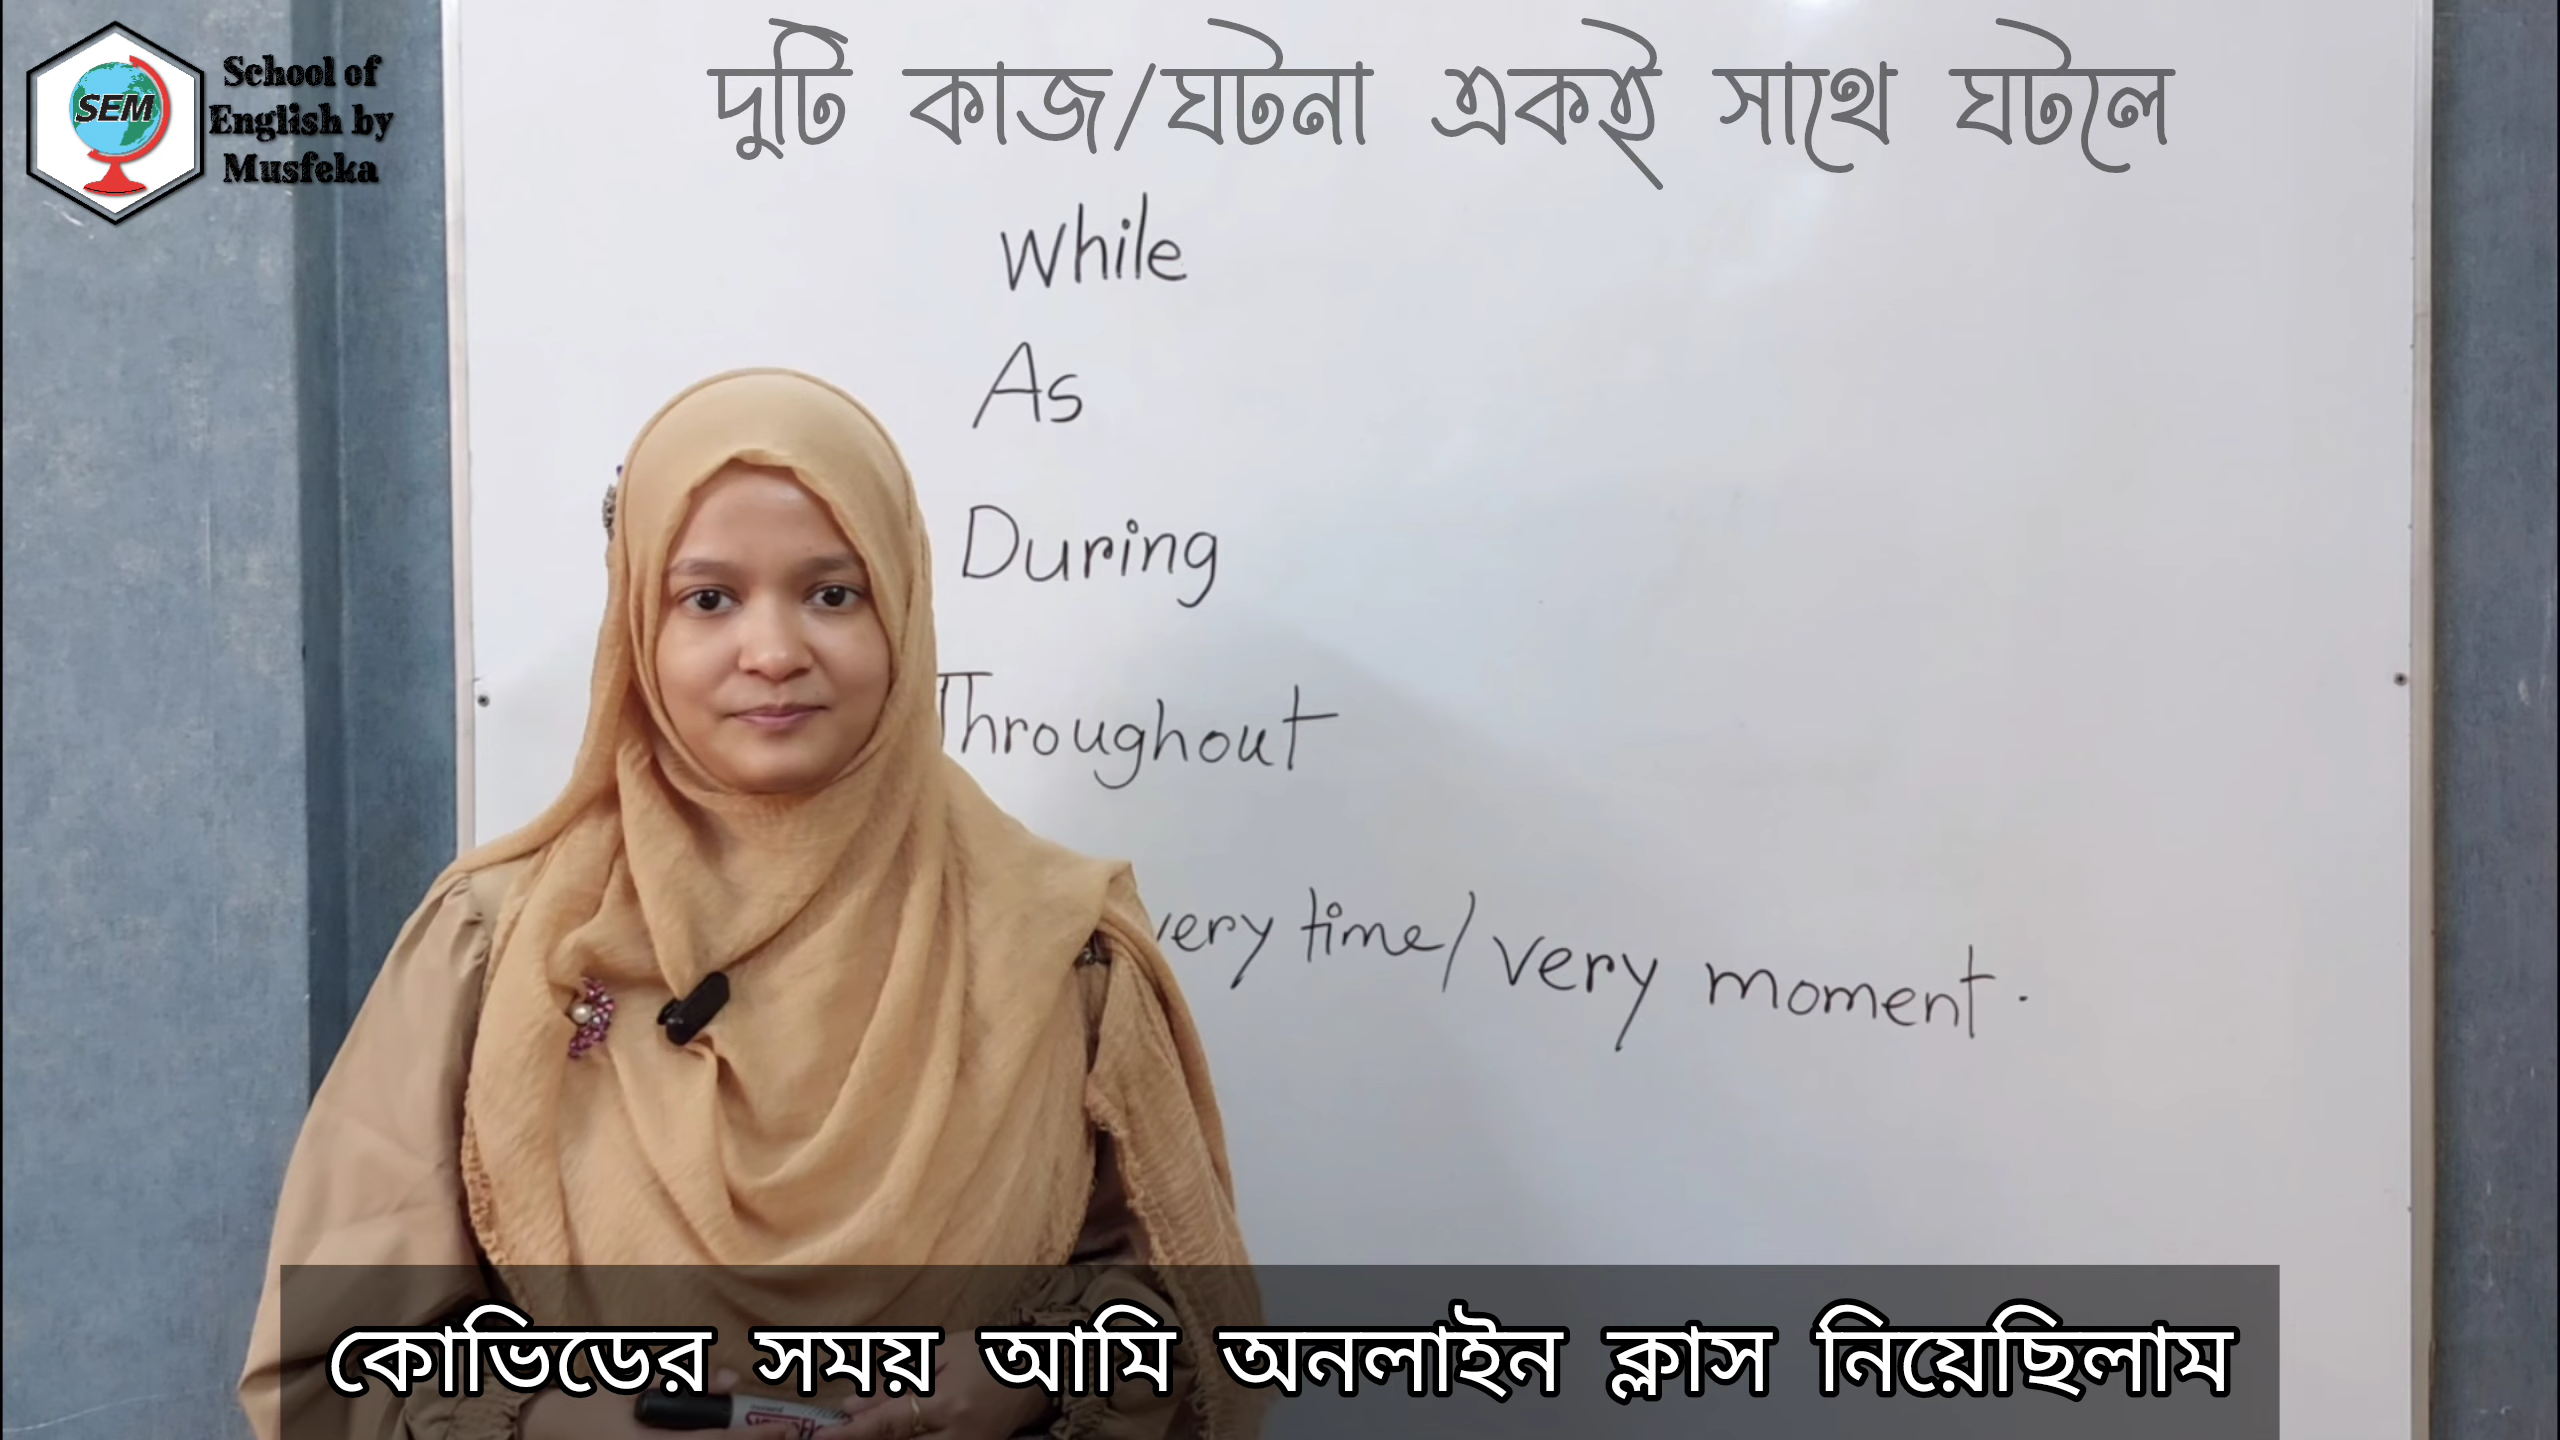 SEM
School of
English by
Musfeka
দুটি কাজ/ঘটনা একই সাথে ঘটলে
While
As
During
Throughout
very time/ very moment.
কোভিডের সময় আমি অনলাইন ক্লাস নিয়েছিলাম